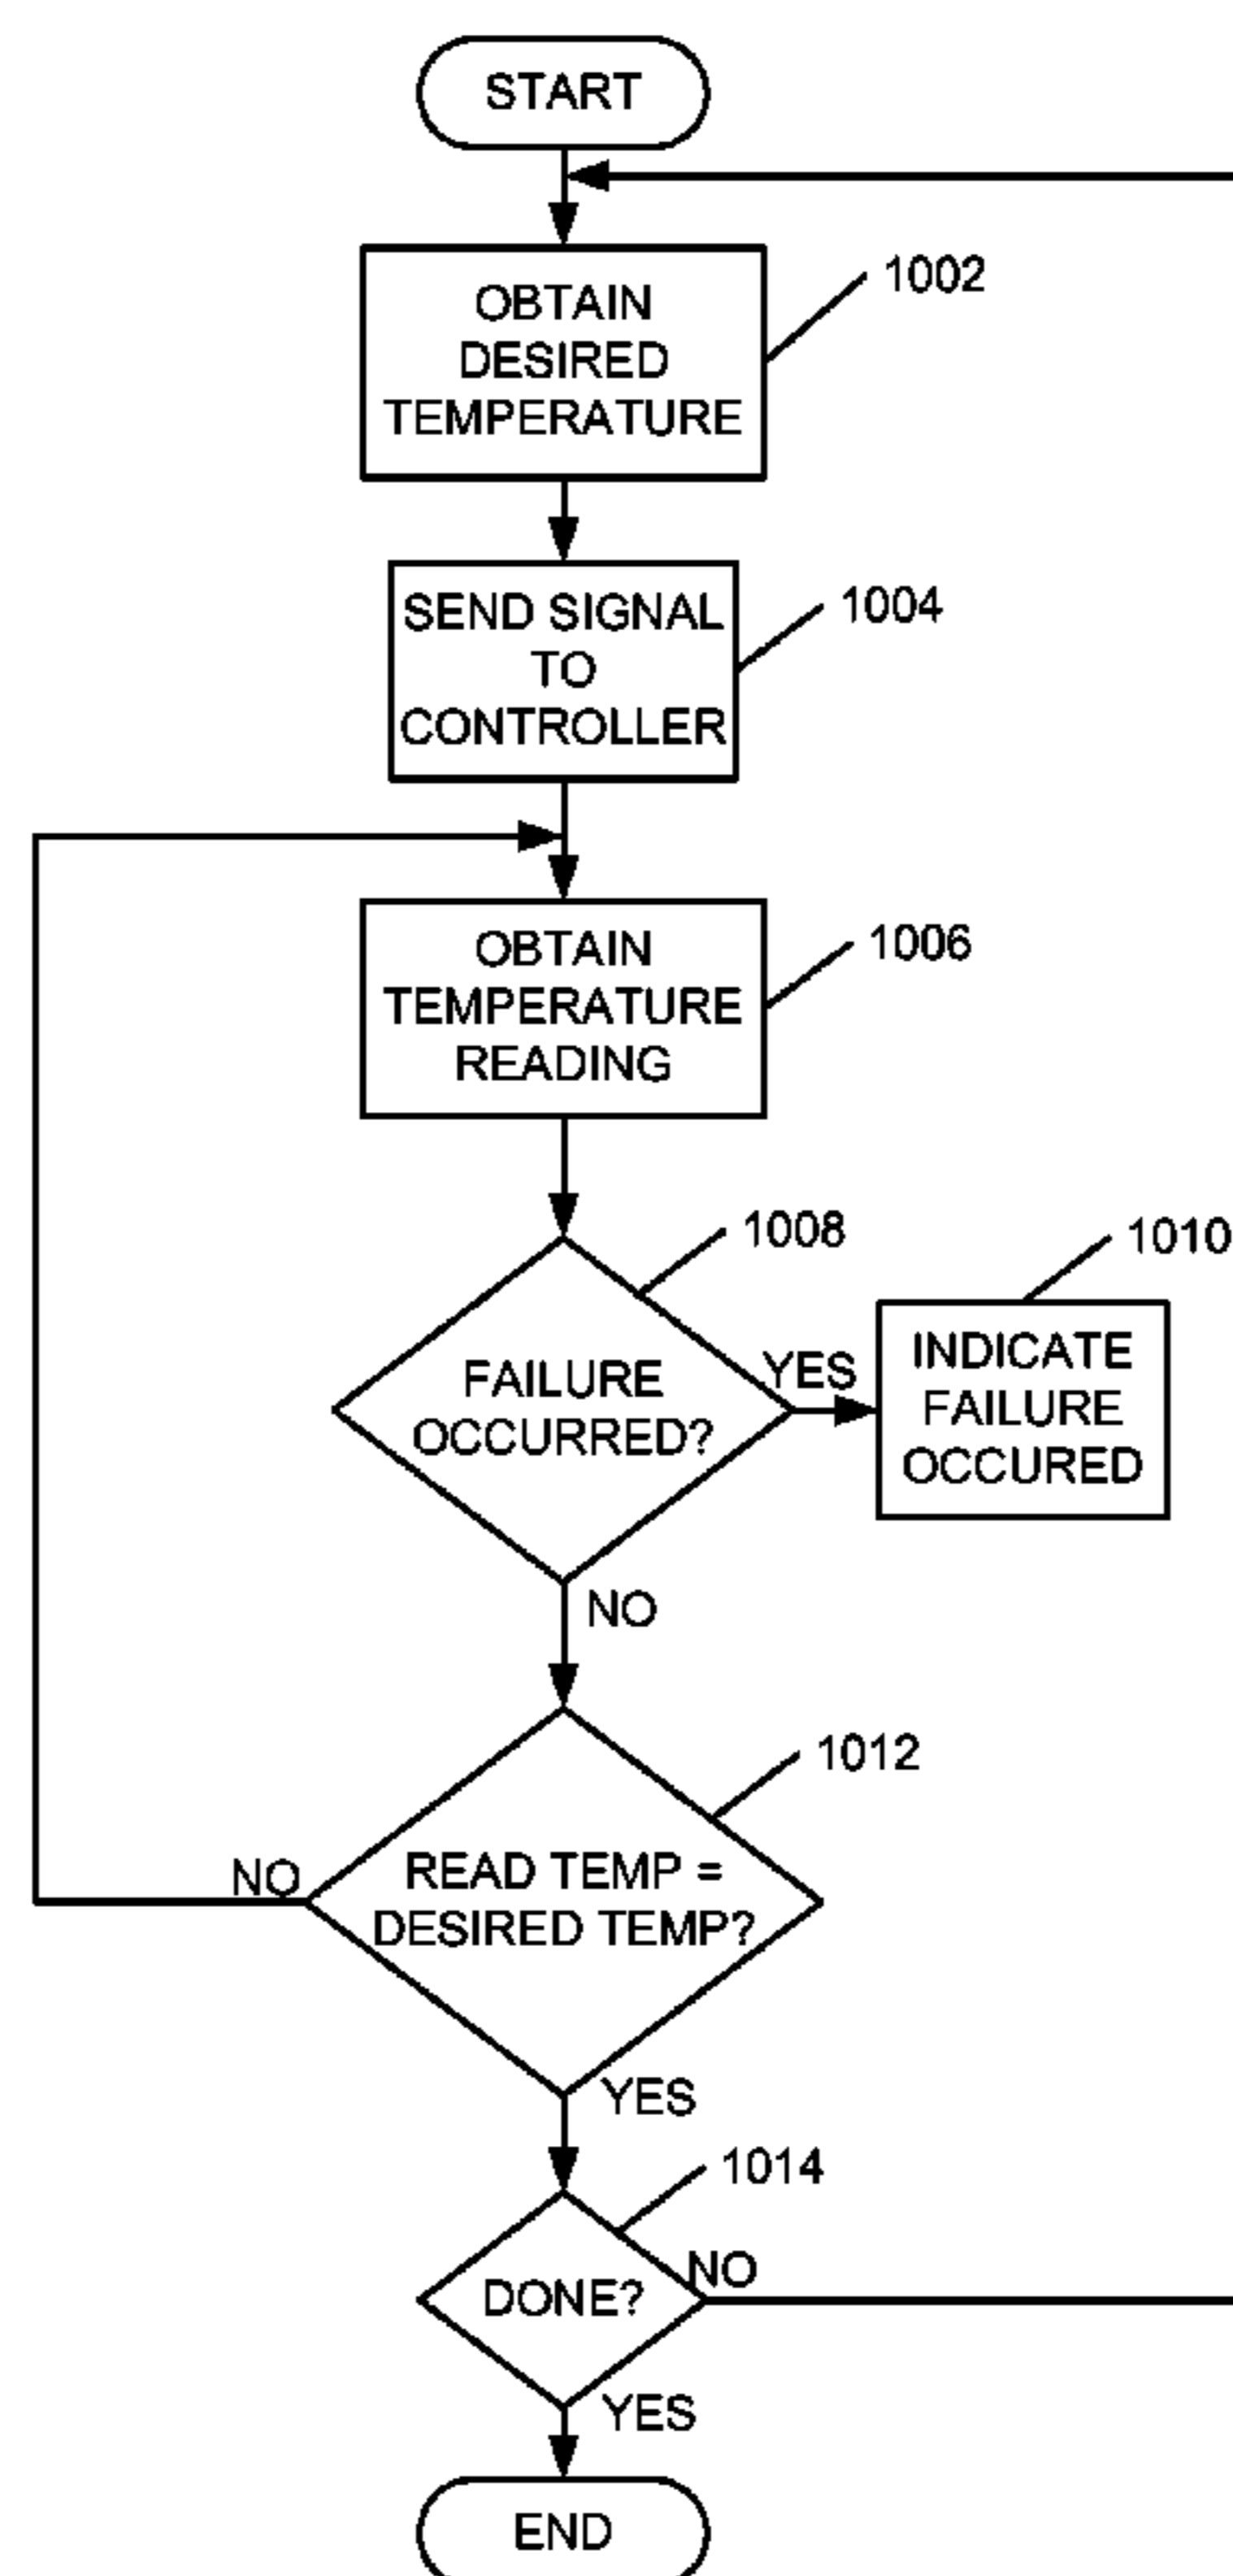 START
OBTAIN
DESIRED
TEMPERATURE
1002
SEND SIGNAL
TO
CONTROLLER
1004
OBTAIN
TEMPERATURE
READING
1006
FAILURE
OCCURRED?
1008
YES
INDICATE
FAILURE
OCCURED
1010
NO
READ TEMP =
DESIRED TEMP?
1012
NO
YES
DONE?
1014
NO
YES
END